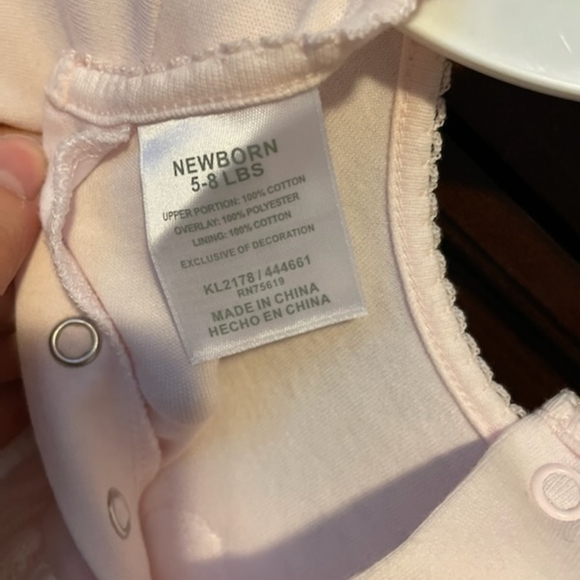 NEWBORN
5-8 LBS
UPPER PORTION: 100% COTTON
OVERLAY: 100% POLYESTER
LINING: 100% COTTON
EXCLUSIVE OF DECORATION
KL2178 / 444661
RN75619
MADE IN CHINA
HECHO EN CHINA